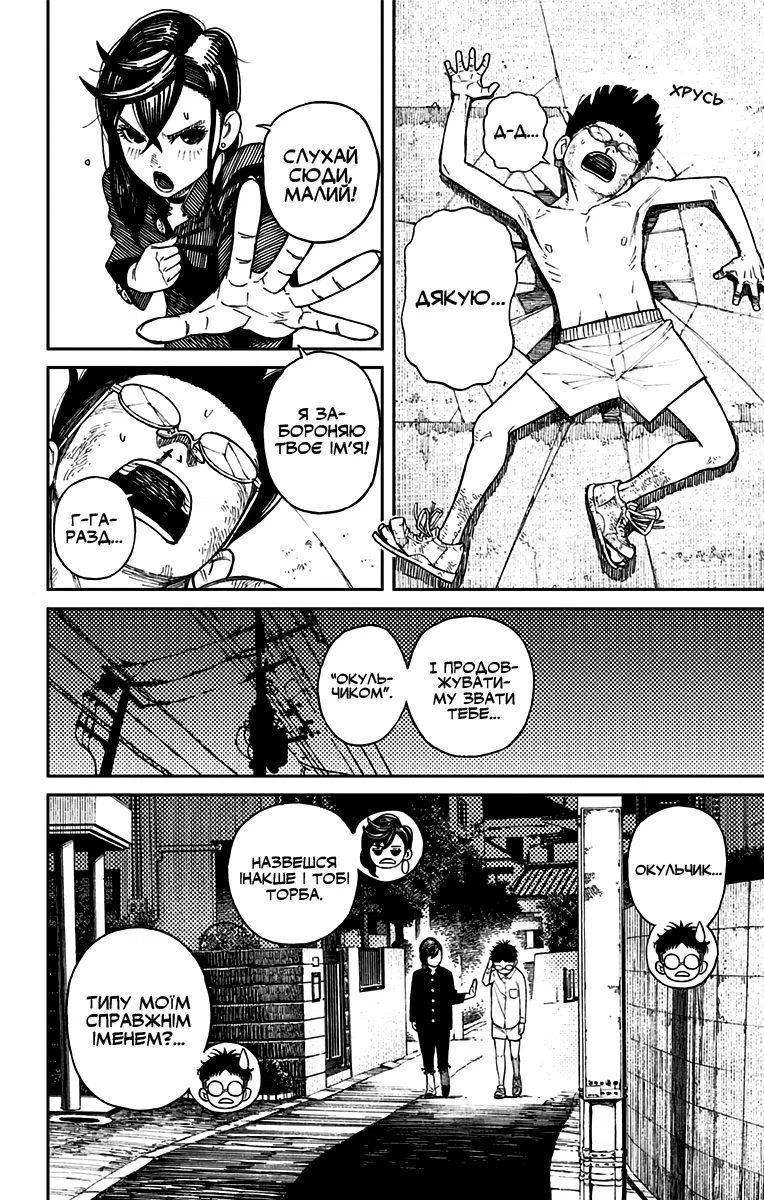 ХРУСЬ
Д-Д...
ДЯКУЮ...
СЛУХАЙ
СЮДИ,
МАЛИЙ!
Я ЗА-
БОРОНЯЮ
ТВОЄ ІМ'Я!
Г-ГА-
РАЗД...
І ПРОДОВ-
ЖУВАТИ-
МУ ЗВАТИ
ТЕБЕ...
"ОКУЛЬ-
ЧИКОМ".
ОКУЛЬЧИК...
НАЗВЕШСЯ
ІНАКШЕ І ТОБІ
ТОРБА.
ТИПУ МОЇМ
СПРАВЖНІМ
ІМЕНЕМ?...